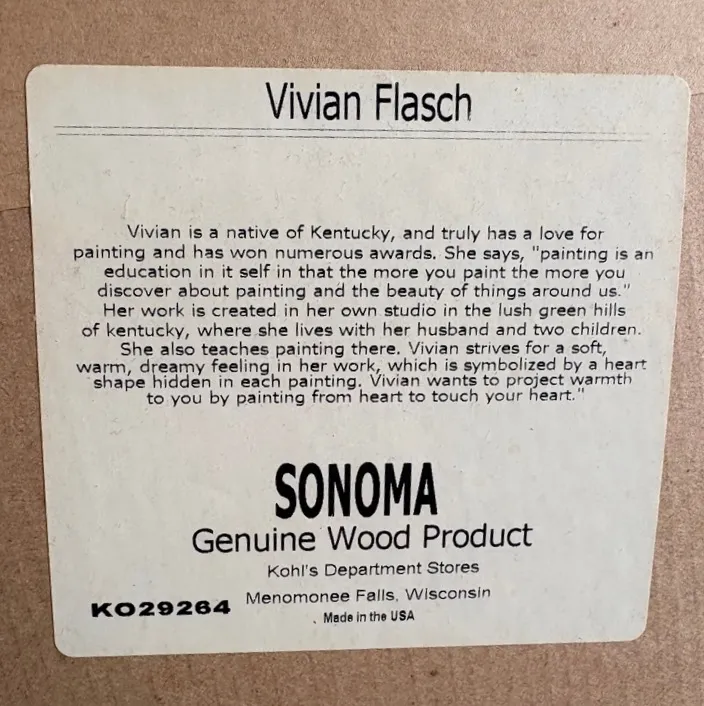 Vivian Flasch
Vivian is a native of Kentucky, and truly has a love for
painting and has won numerous awards. She says, "painting is an
education in it self in that the more you paint the more you
discover about painting and the beauty of things around us."
Her work is created in her own studio in the lush green hills
of kentucky, where she lives with her husband and two children.
She also teaches painting there. Vivian strives for a soft,
warm, dreamy feeling in her work, which is symbolized by a heart
shape hidden in each painting. Vivian wants to project warmth
to you by painting from heart to touch your heart."
SONOMA
Genuine Wood Product
Kohl's Department Stores
Menomonee Falls, Wisconsin
KO29264
Made in the USA